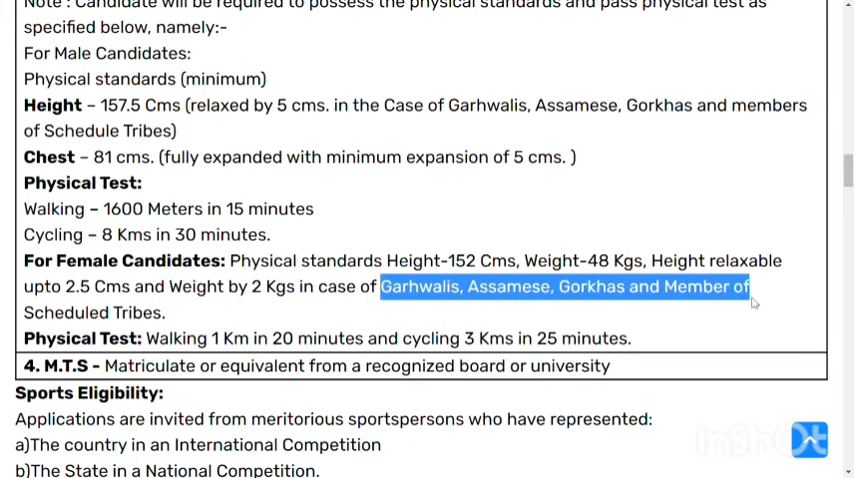 Note : Candidate will be required to possess the physical standards and pass physical test as
specified below, namely:-
For Male Candidates:
Physical standards (minimum)
Height – 157.5 Cms (relaxed by 5 cms. in the Case of Garhwalis, Assamese, Gorkhas and members
of Schedule Tribes)
Chest – 81 cms. (fully expanded with minimum expansion of 5 cms. )
Physical Test:
Walking – 1600 Meters in 15 minutes
Cycling – 8 Kms in 30 minutes.
For Female Candidates: Physical standards Height-152 Cms, Weight-48 Kgs, Height relaxable
upto 2.5 Cms and Weight by 2 Kgs in case of Garhwalis, Assamese, Gorkhas and Member of
Scheduled Tribes.
Physical Test: Walking 1 Km in 20 minutes and cycling 3 Kms in 25 minutes.
4. M.T.S - Matriculate or equivalent from a recognized board or university
Sports Eligibility:
Applications are invited from meritorious sportspersons who have represented:
a)The country in an International Competition
InShOt
b)The State in a National Competition.